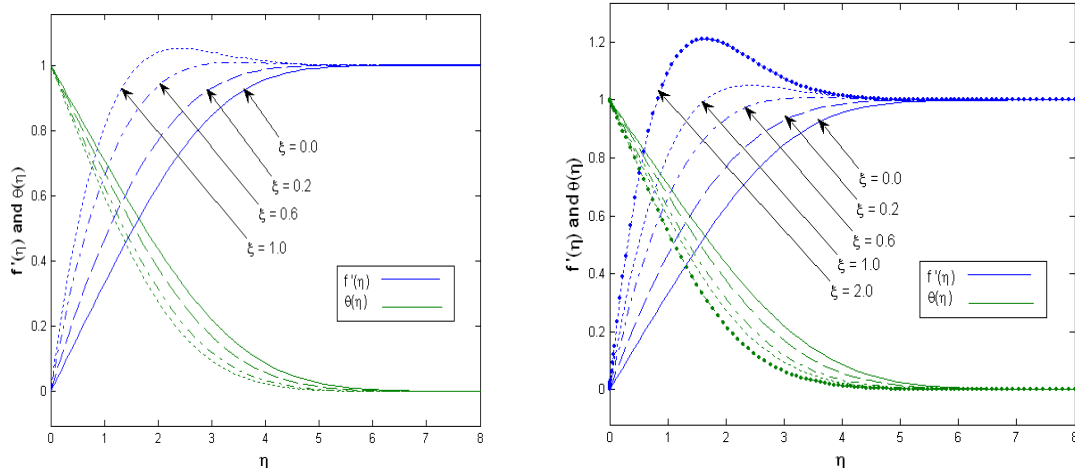 1
0.8
0.6
0.4
0.2
0
0 1 2 3 4 5 6 7 8
f '(η) and θ(η)
η
ξ = 0.0
ξ = 0.2
ξ = 0.6
ξ = 1.0
f '(η)
θ(η)
1.2
1
0.8
0.6
0.4
0.2
0
0 1 2 3 4 5 6 7 8
f '(η) and θ(η)
η
ξ = 0.0
ξ = 0.2
ξ = 0.6
ξ = 1.0
ξ = 2.0
f '(η)
θ(η)